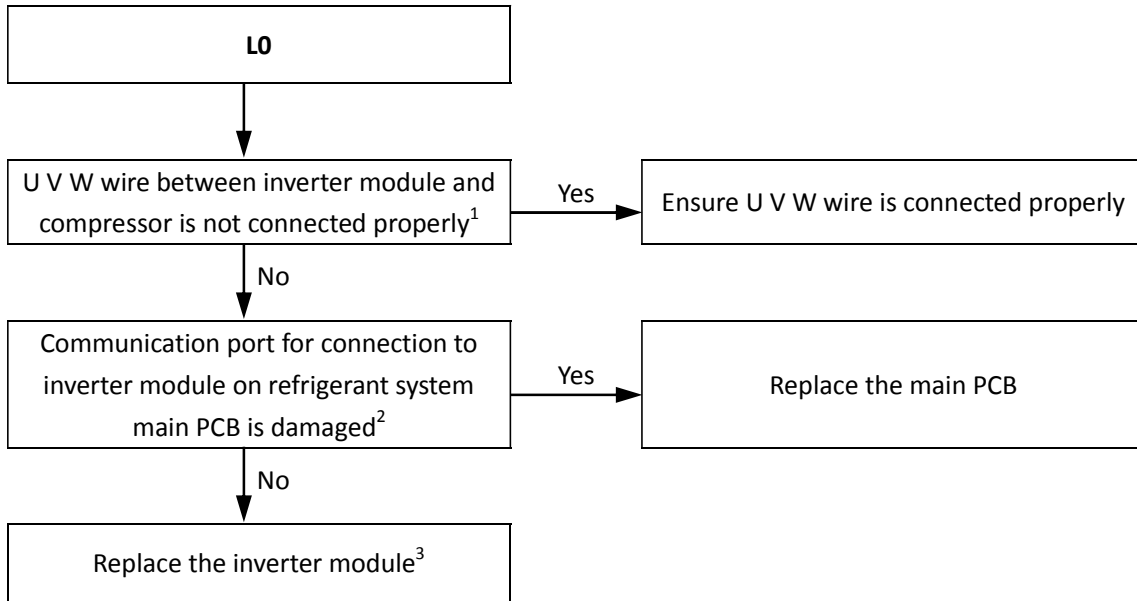 L0
U V W wire between inverter module and
compressor is not connected properly¹
Yes
Ensure U V W wire is connected properly
No
Communication port for connection to
inverter module on refrigerant system
main PCB is damaged²
Yes
Replace the main PCB
No
Replace the inverter module³